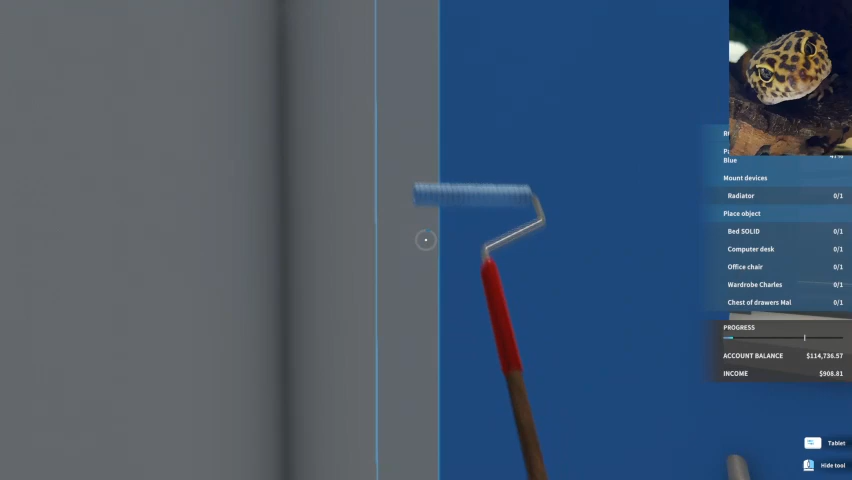 Blue
Mount devices
Radiator 0/1
Place object
Bed SOLID 0/1
Computer desk 0/1
Office chair 0/1
Wardrobe Charles 0/1
Chest of drawers Mal 0/1
PROGRESS
ACCOUNT BALANCE $114,736.57
INCOME $908.81
Tablet
Hide tool